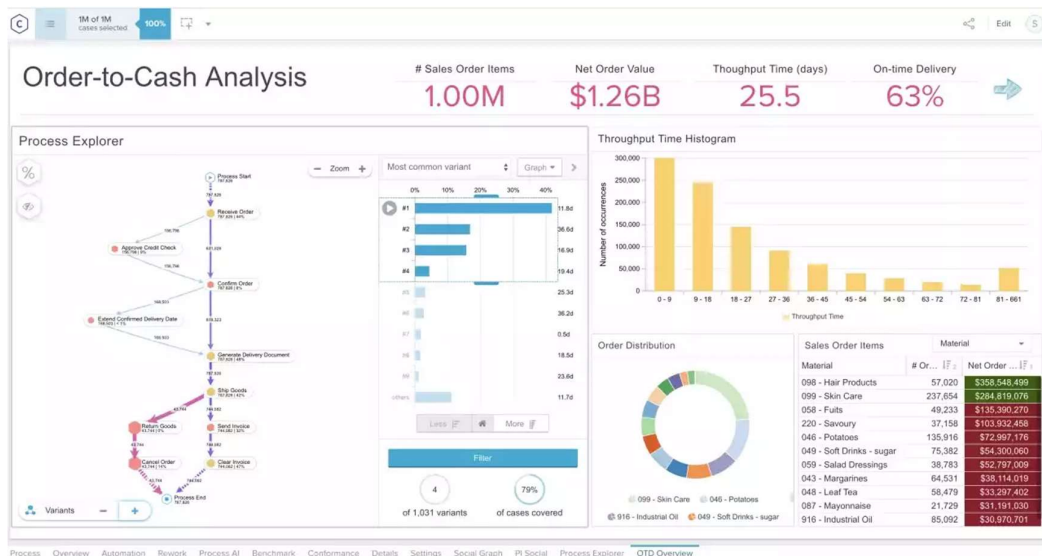 C
1M of 1M
cases selected
100%
Edit
S
Order-to-Cash Analysis
# Sales Order Items
1.00M
Net Order Value
$1.26B
Thoughput Time (days)
25.5
On-time Delivery
63%
Process Explorer
%
Zoom
Process Start
Receive Order
Approve Credit Check
Confirm Order
Extend Confirmed Delivery Date
Generate Delivery Document
Ship Goods
Return Goods
Send Invoice
Cancel Order
Clear Invoice
Process End
Variants
Most common variant
Graph
0% 10% 20% 30% 40%
#1 11.8d
#2
#3
#4
25.3d
36.2d
0.5d
18.5d
23.6d
others 11.7d
Less
More
Filter
4
of 1,031 variants
79%
of cases covered
Throughput Time Histogram
Number of occurrences
300,000
250,000
200,000
150,000
100,000
50,000
0
0 - 9 9 - 18 18 - 27 27 - 36 36 - 45 45 - 54 54 - 63 63 - 72 72 - 81 81 - 661
Throughput Time
Order Distribution
099 - Skin Care 046 - Potatoes
916 - Industrial Oil 049 - Soft Drinks - sugar
Sales Order Items
Material
Material # Or... Net Order ...
098 - Hair Products 57,020 $358,548,499
099 - Skin Care 237,654 $284,819,076
058 - Fuits 49,233 $135,390,270
220 - Savoury 37,158 $103,932,458
046 - Potatoes 135,916 $72,997,176
049 - Soft Drinks - sugar 75,382 $54,300,060
059 - Salad Dressings 38,783 $52,797,009
043 - Margarines 64,531 $38,114,019
048 - Leaf Tea 58,479 $33,297,402
087 - Mayonnaise 21,729 $31,191,030
916 - Industrial Oil 85,092 $30,970,701
Process Overview Automation Rework Process AI Benchmark Conformance Details Settings Social Graph PI Social Process Explorer OTD Overview